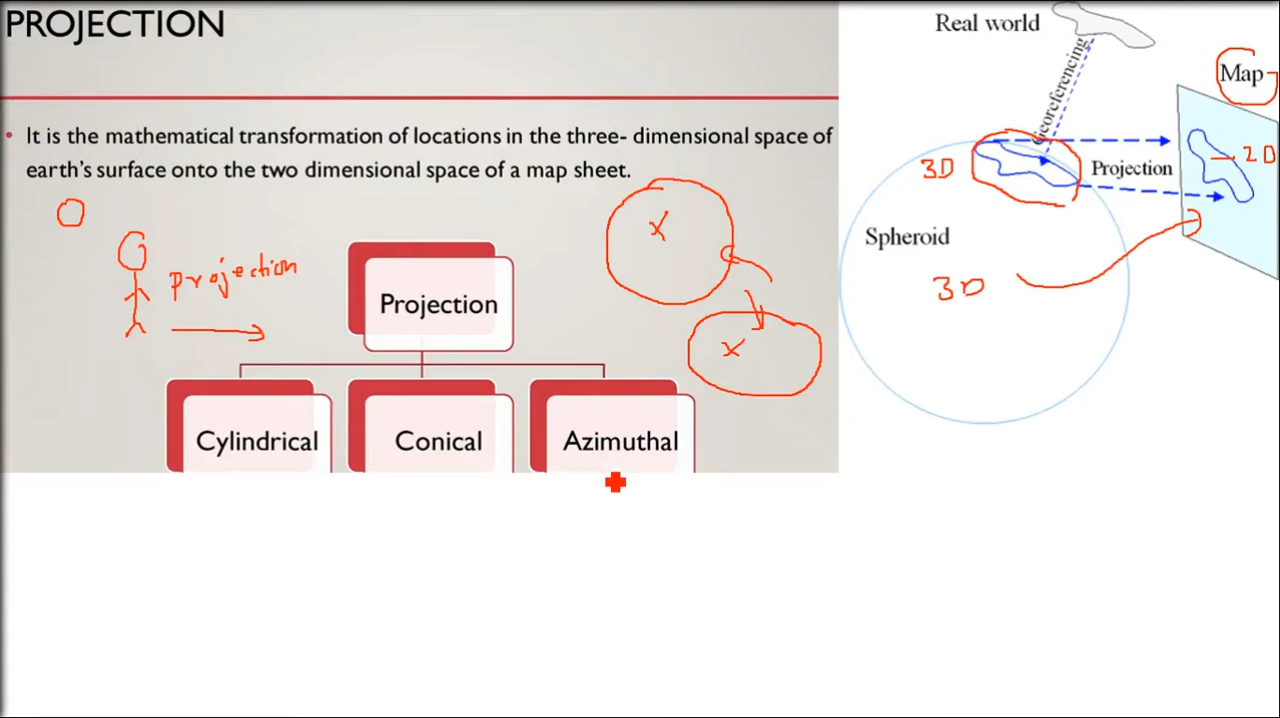 PROJECTION
• It is the mathematical transformation of locations in the three- dimensional space of
earth's surface onto the two dimensional space of a map sheet.
projection
Projection
Cylindrical
Conical
Azimuthal
X
X
Real world
Georeferencing
Map
3D
Projection
2D
Spheroid
3D